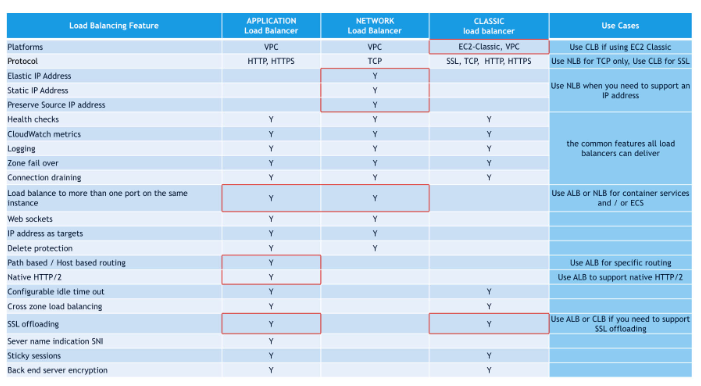 Load Balancing Feature APPLICATION Load Balancer NETWORK Load Balancer CLASSIC load balancer Use Cases
Platforms VPC VPC EC2-Classic, VPC Use CLB if using EC2 Classic
Protocol HTTP, HTTPS TCP SSL, TCP, HTTP, HTTPS Use NLB for TCP only, Use CLB for SSL
Elastic IP Address Y
Static IP Address Y Use NLB when you need to support an IP address
Preserve Source IP address Y
Health checks Y Y Y
CloudWatch metrics Y Y Y
Logging Y Y Y the common features all load balancers can deliver
Zone fail over Y Y Y
Connection draining Y Y Y
Load balance to more than one port on the same instance Y Y Use ALB or NLB for container services and / or ECS
Web sockets Y Y
IP address as targets Y Y
Delete protection Y Y
Path based / Host based routing Y Use ALB for specific routing
Native HTTP/2 Y Use ALB to support native HTTP/2
Configurable idle time out Y Y
Cross zone load balancing Y Y
SSL offloading Y Y Use ALB or CLB if you need to support SSL offloading
Sever name indication SNI Y
Sticky sessions Y Y
Back end server encryption Y Y